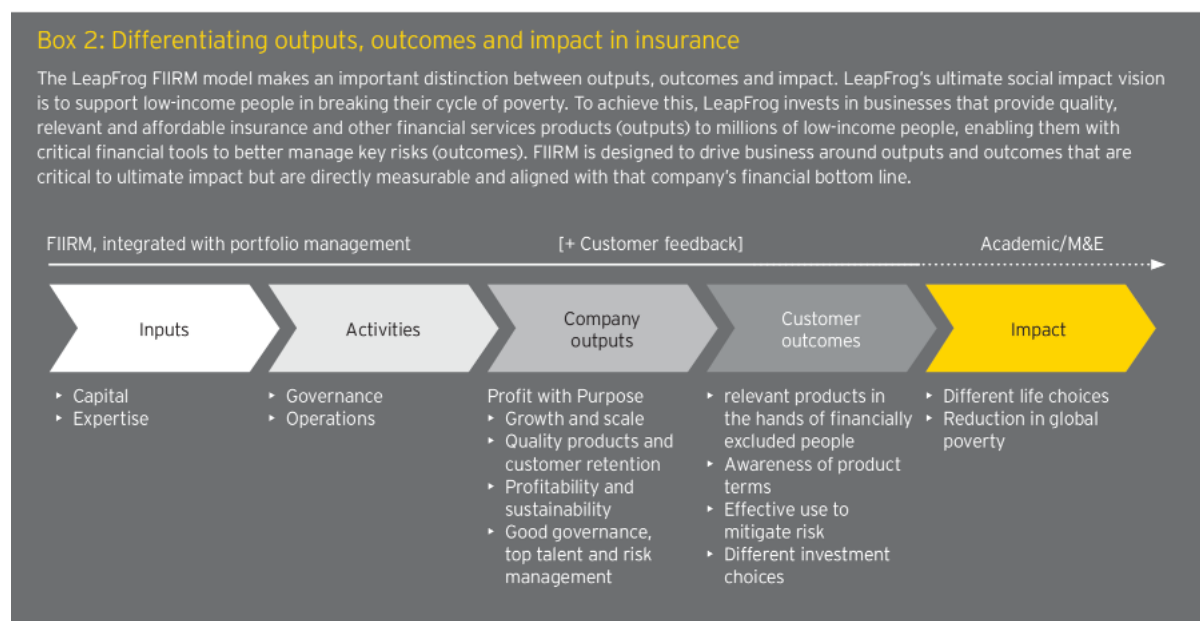 Box 2: Differentiating outputs, outcomes and impact in insurance
The LeapFrog FIIRM model makes an important distinction between outputs, outcomes and impact. LeapFrog's ultimate social impact vision
is to support low-income people in breaking their cycle of poverty. To achieve this, LeapFrog invests in businesses that provide quality,
relevant and affordable insurance and other financial services products (outputs) to millions of low-income people, enabling them with
critical financial tools to better manage key risks (outcomes). FIIRM is designed to drive business around outputs and outcomes that are
critical to ultimate impact but are directly measurable and aligned with that company's financial bottom line.
FIIRM, integrated with portfolio management
[+ Customer feedback]
Academic/M&E
Inputs
Activities
Company
outputs
Customer
outcomes
Impact
‣ Capital
‣ Expertise
‣ Governance
‣ Operations
Profit with Purpose
‣ Growth and scale
‣ Quality products and
customer retention
‣ Profitability and
sustainability
‣ Good governance,
top talent and risk
management
‣ relevant products in
the hands of financially
excluded people
‣ Awareness of product
terms
‣ Effective use to
mitigate risk
‣ Different investment
choices
‣ Different life choices
‣ Reduction in global
poverty